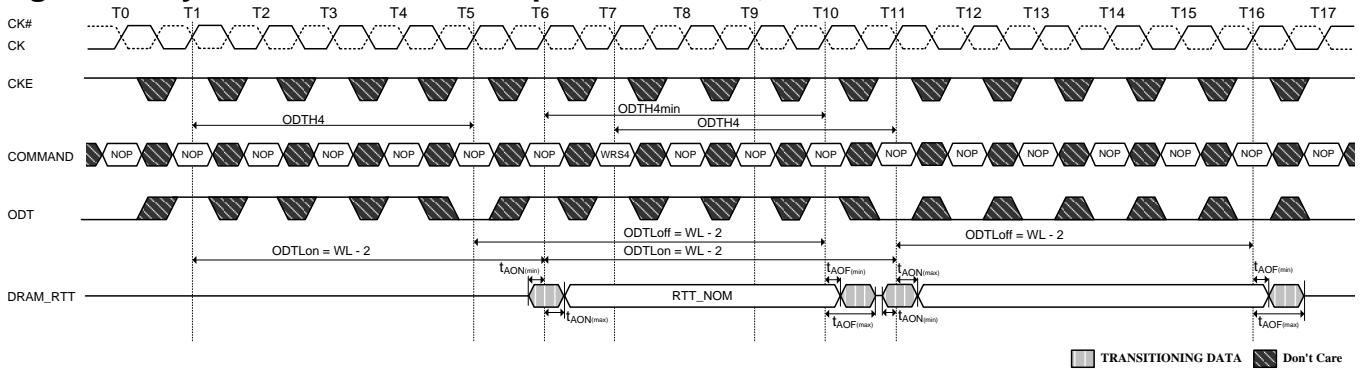 T0 T1 T2 T3 T4 T5 T6 T7 T8 T9 T10 T11 T12 T13 T14 T15 T16 T17
CK#
CK
CKE
ODTH4min
ODTH4
ODTH4
COMMAND NOP NOP NOP NOP NOP NOP NOP WRS4 NOP NOP NOP NOP NOP NOP NOP NOP NOP NOP
ODT
ODTLoff = WL - 2
ODTLoff = WL - 2
ODTLon = WL - 2
ODTLon = WL - 2
tAON(min)
tAOF(min)
tAON(max)
tAOF(min)
DRAM_RTT
RTT_NOM
tAON(max)
tAOF(max)
tAON(min)
tAOF(max)
TRANSITIONING DATA
Don't Care